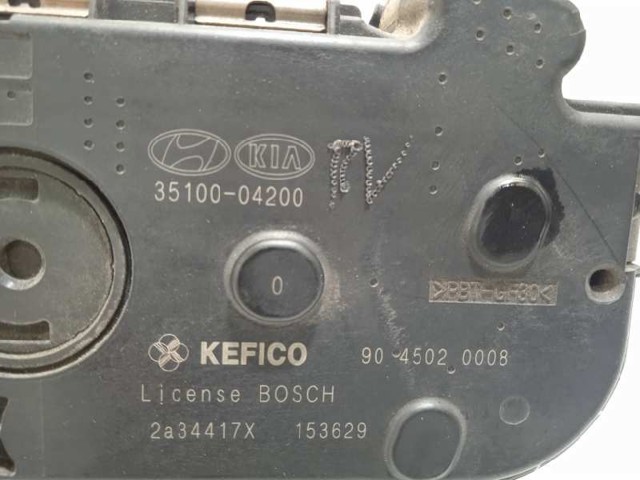 KIA
35100-04200
0
>PBT-GF30<
KEFICO 90 4502 0008
License BOSCH
2a34417X 153629